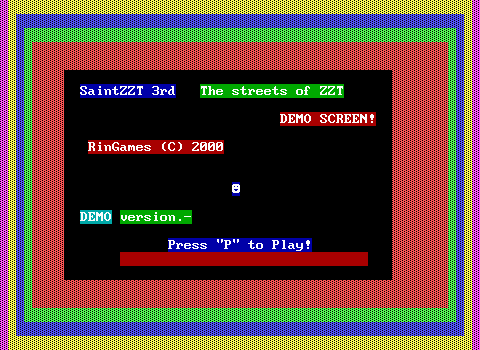 SaintZZT 3rd The streets of ZZT
DEMO SCREEN!
RinGames (C) 2000
DEMO version.-
Press "P" to Play!